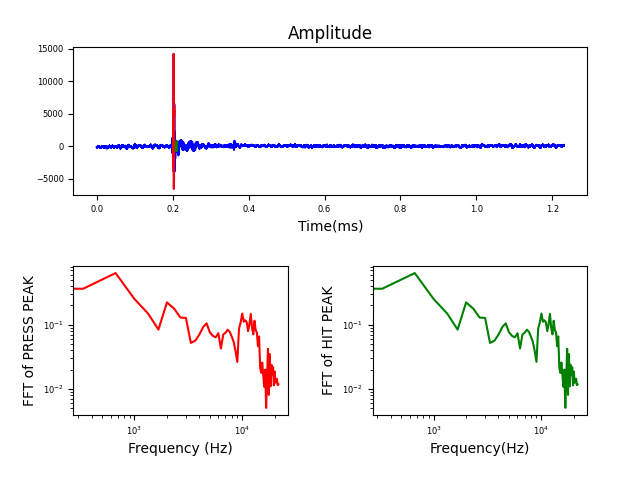 Amplitude
15000
10000
5000
0
−5000
0.0 0.2 0.4 0.6 0.8 1.0 1.2
Time(ms)
FFT of PRESS PEAK
10⁻¹
10⁻²
10³ 10⁴
Frequency (Hz)
FFT of HIT PEAK
10⁻¹
10⁻²
10³ 10⁴
Frequency(Hz)